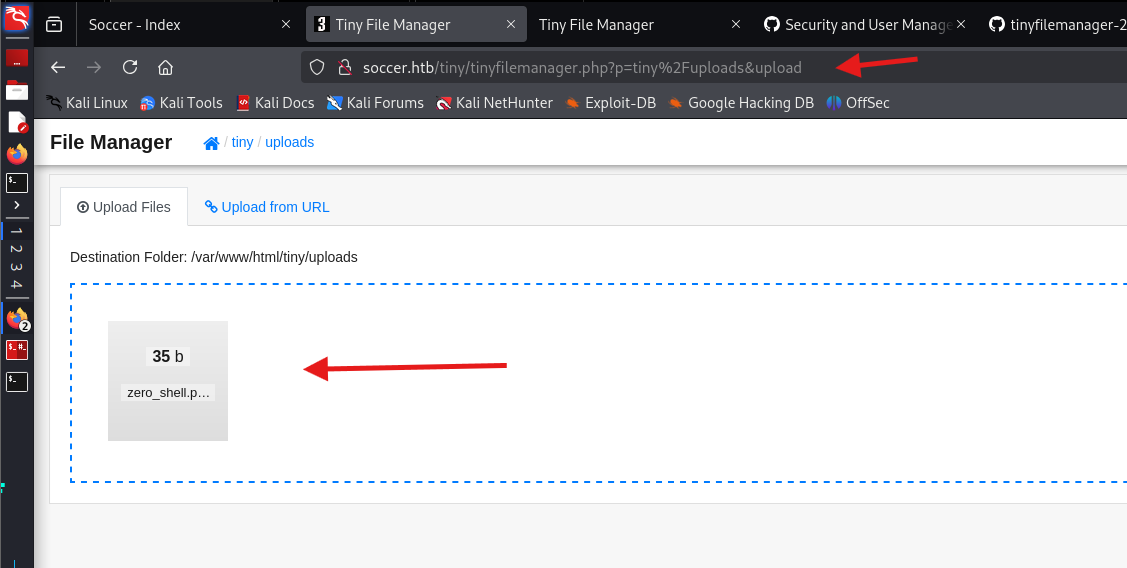 Soccer - Index
Tiny File Manager
Tiny File Manager
Security and User Manage
tinyfilemanager-2
soccer.htb/tiny/tinyfilemanager.php?p=tiny%2Fuploads&upload
Kali Linux Kali Tools Kali Docs Kali Forums Kali NetHunter Exploit-DB Google Hacking DB OffSec
File Manager / tiny / uploads
Upload Files Upload from URL
Destination Folder: /var/www/html/tiny/uploads
35 b
zero_shell.p…
1
2
3
4
2